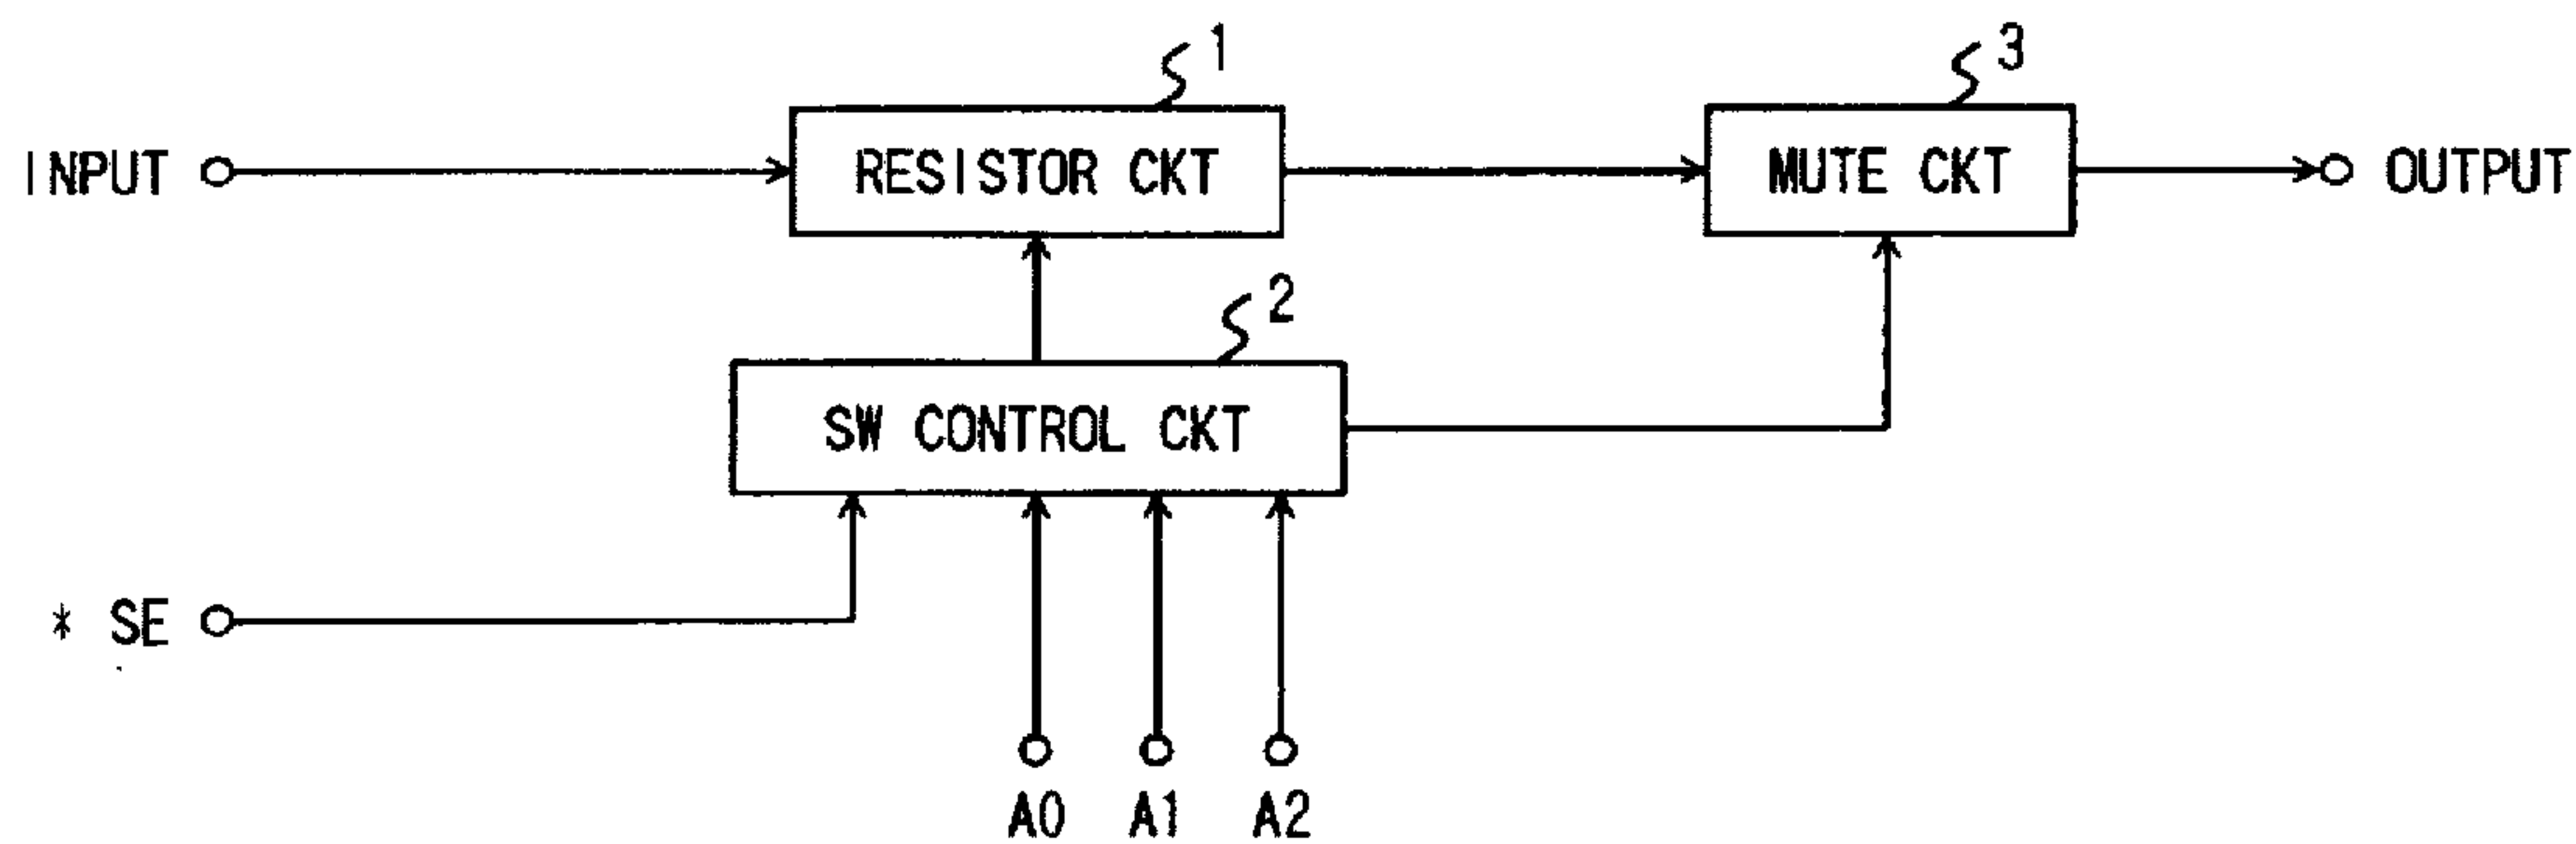 1
3
INPUT
RESISTOR CKT
MUTE CKT
OUTPUT
2
SW CONTROL CKT
* SE
A0
A1
A2